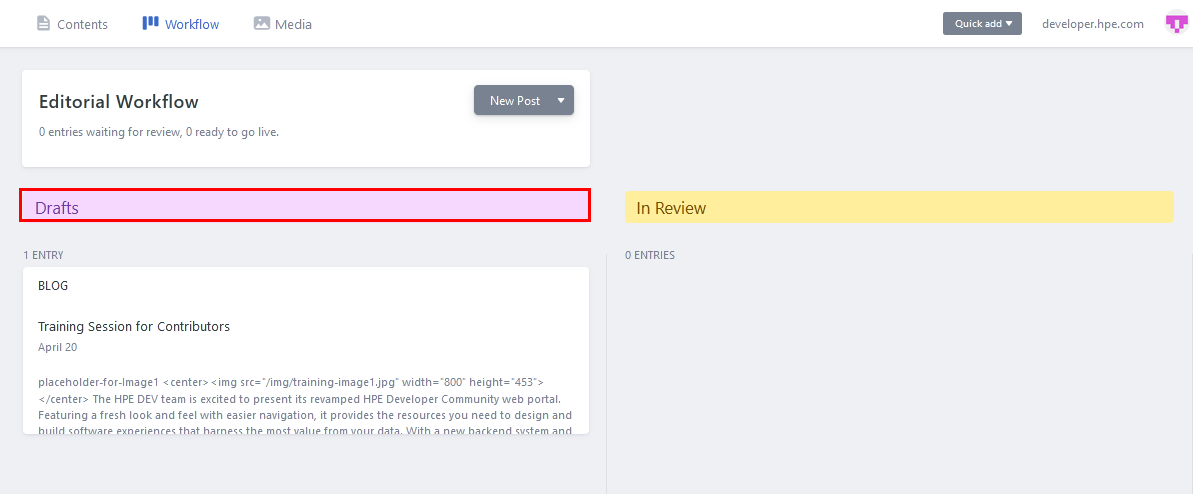 Contents
Workflow
Media
Quick add
developer.hpe.com
Editorial Workflow
New Post
0 entries waiting for review, 0 ready to go live.
Drafts
In Review
1 ENTRY
0 ENTRIES
BLOG
Training Session for Contributors
April 20
placeholder-for-Image1 <center><img src="/img/training-image1.jpg" width="800" height="453">
</center> The HPE DEV team is excited to present its revamped HPE Developer Community web portal.
Featuring a fresh look and feel with easier navigation, it provides the resources you need to design and
build software experiences that harness the most value from your data. With a new backend system and